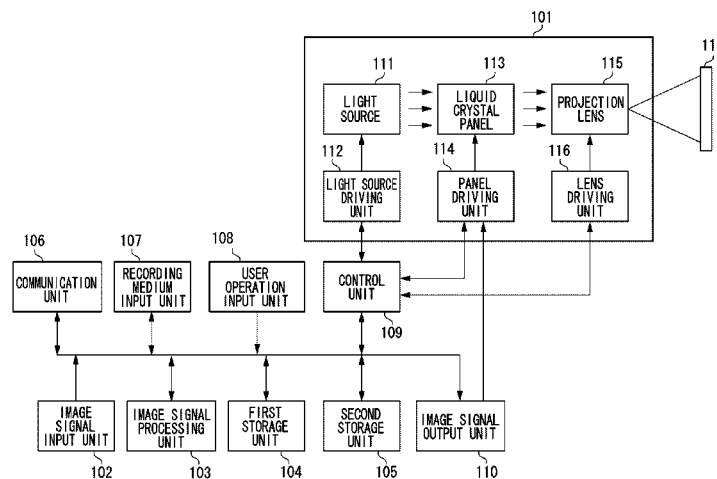 101
11
111
113
115
LIGHT
SOURCE
LIQUID
CRYSTAL
PANEL
PROJECTION
LENS
112
114
116
LIGHT SOURCE
DRIVING
UNIT
PANEL
DRIVING
UNIT
LENS
DRIVING
UNIT
106
107
108
COMMUNICATION
UNIT
RECORDING
MEDIUM
INPUT UNIT
USER
OPERATION
INPUT UNIT
CONTROL
UNIT
109
IMAGE
SIGNAL
INPUT UNIT
IMAGE SIGNAL
PROCESSING
UNIT
FIRST
STORAGE
UNIT
SECOND
STORAGE
UNIT
IMAGE SIGNAL
OUTPUT UNIT
102
103
104
105
110